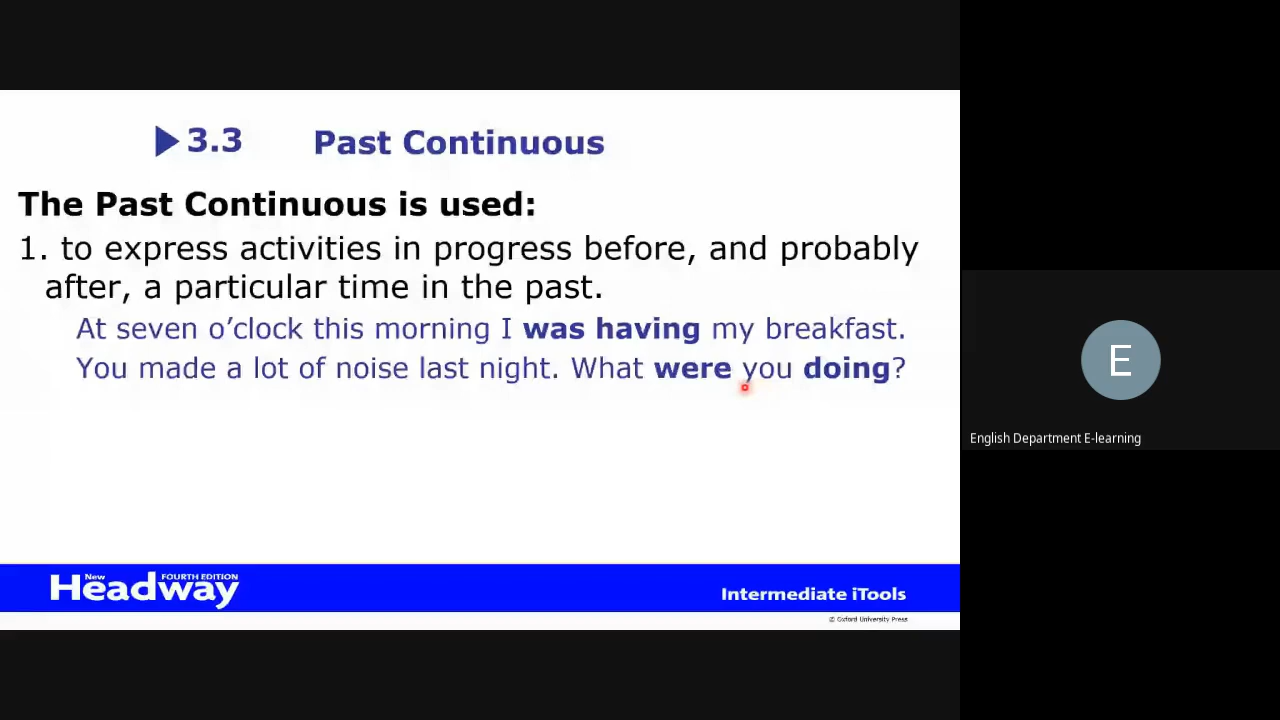 3.3 Past Continuous
The Past Continuous is used:
1. to express activities in progress before, and probably
after, a particular time in the past.
At seven o’clock this morning I was having my breakfast.
You made a lot of noise last night. What were you doing?
New Headway FOURTH EDITION
Intermediate iTools
© Oxford University Press
E
English Department E-learning